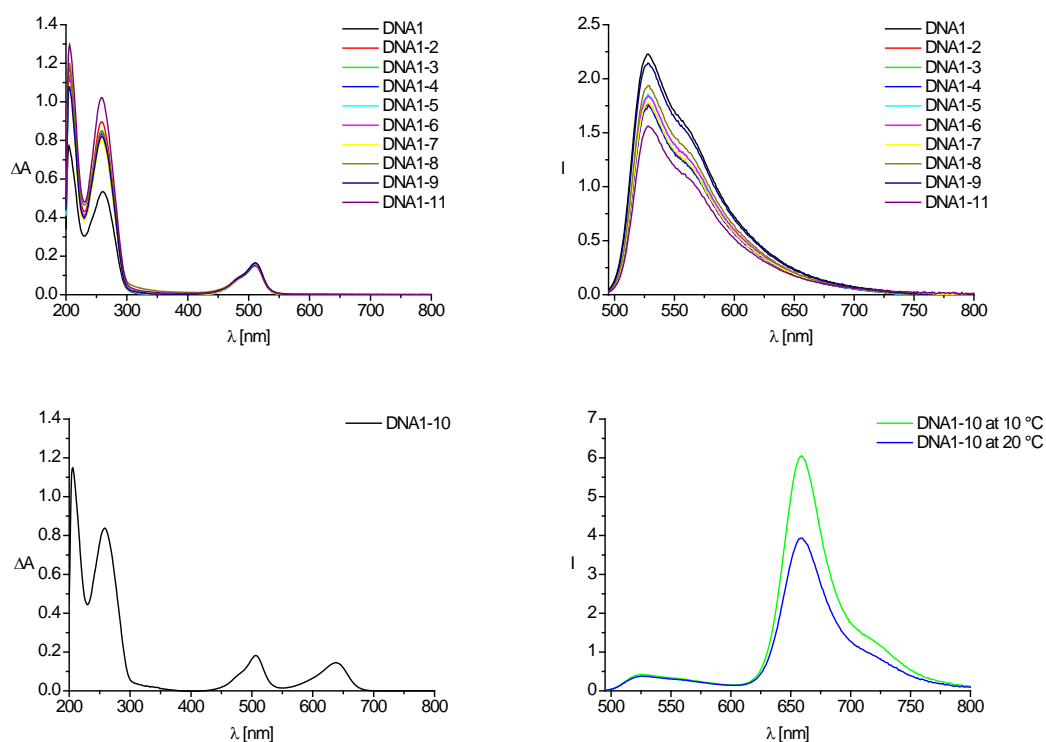 1.4
1.2
1.0
0.8
0.6
0.4
0.2
0.0
ΔA
200 300 400 500 600 700 800
λ [nm]
DNA1
DNA1-2
DNA1-3
DNA1-4
DNA1-5
DNA1-6
DNA1-7
DNA1-8
DNA1-9
DNA1-11
2.5
2.0
1.5
1.0
0.5
0.0
I
500 550 600 650 700 750 800
λ [nm]
DNA1
DNA1-2
DNA1-3
DNA1-4
DNA1-5
DNA1-6
DNA1-7
DNA1-8
DNA1-9
DNA1-11
1.4
1.2
1.0
0.8
0.6
0.4
0.2
0.0
ΔA
200 300 400 500 600 700 800
λ [nm]
DNA1-10
7
6
5
4
3
2
1
0
I
500 550 600 650 700 750 800
λ [nm]
DNA1-10 at 10 °C
DNA1-10 at 20 °C